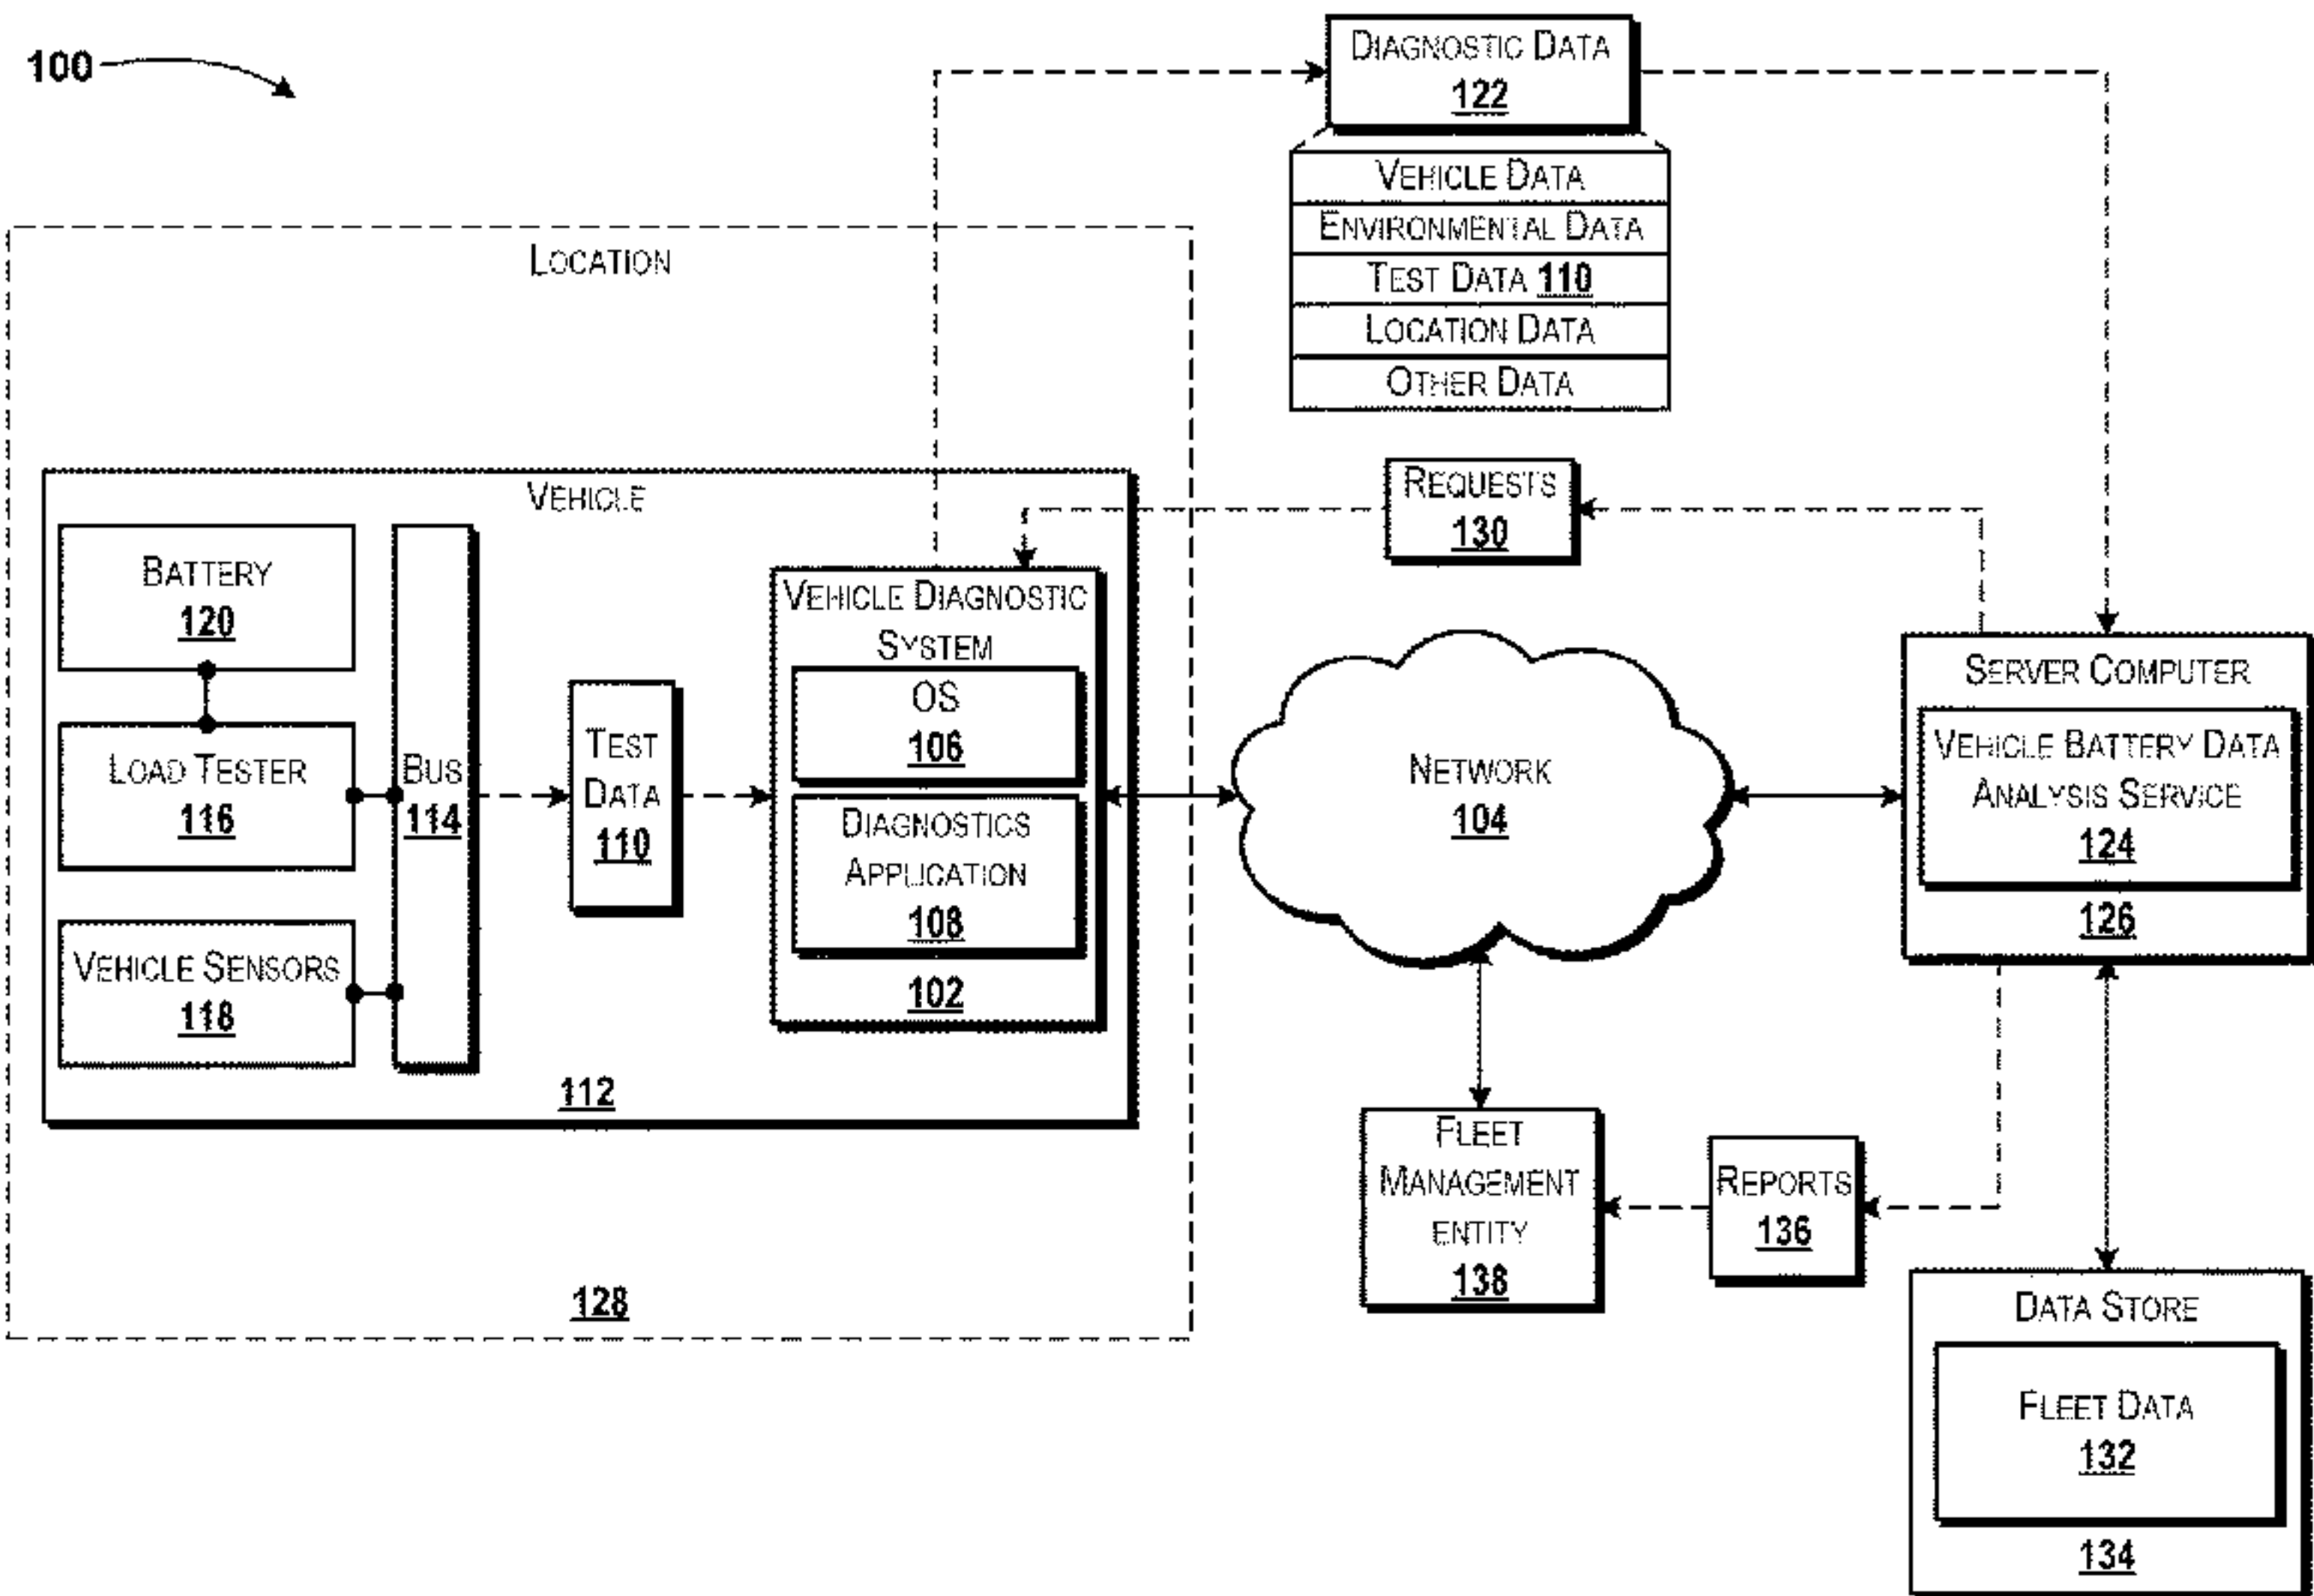 100
DIAGNOSTIC DATA
122
VEHICLE DATA
ENVIRONMENTAL DATA
TEST DATA 110
LOCATION DATA
OTHER DATA
LOCATION
VEHICLE
BATTERY
120
LOAD TESTER
116
VEHICLE SENSORS
118
BUS
114
TEST
DATA
110
VEHICLE DIAGNOSTIC
SYSTEM
OS
106
DIAGNOSTICS
APPLICATION
108
102
112
128
REQUESTS
130
NETWORK
104
SERVER COMPUTER
VEHICLE BATTERY DATA
ANALYSIS SERVICE
124
126
FLEET
MANAGEMENT
ENTITY
138
REPORTS
136
DATA STORE
FLEET DATA
132
134